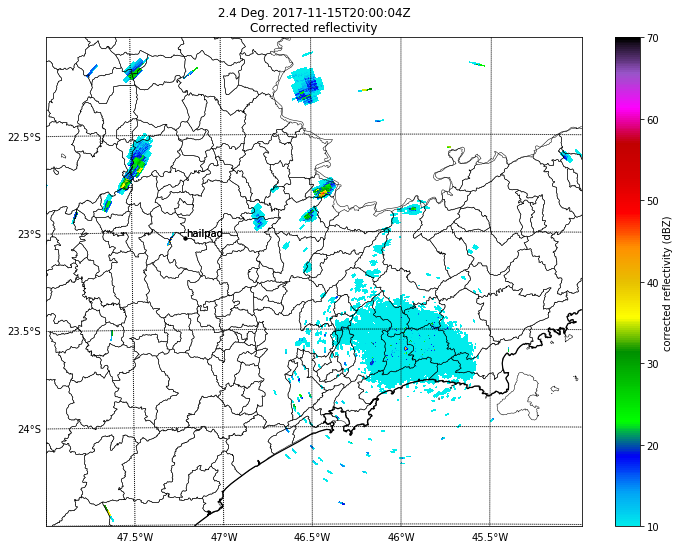 2.4 Deg. 2017-11-15T20:00:04Z
Corrected reflectivity
22.5°S
23°S
23.5°S
24°S
hailpad
47.5°W
47°W
46.5°W
46°W
45.5°W
70
60
50
40
30
20
10
corrected reflectivity (dBZ)